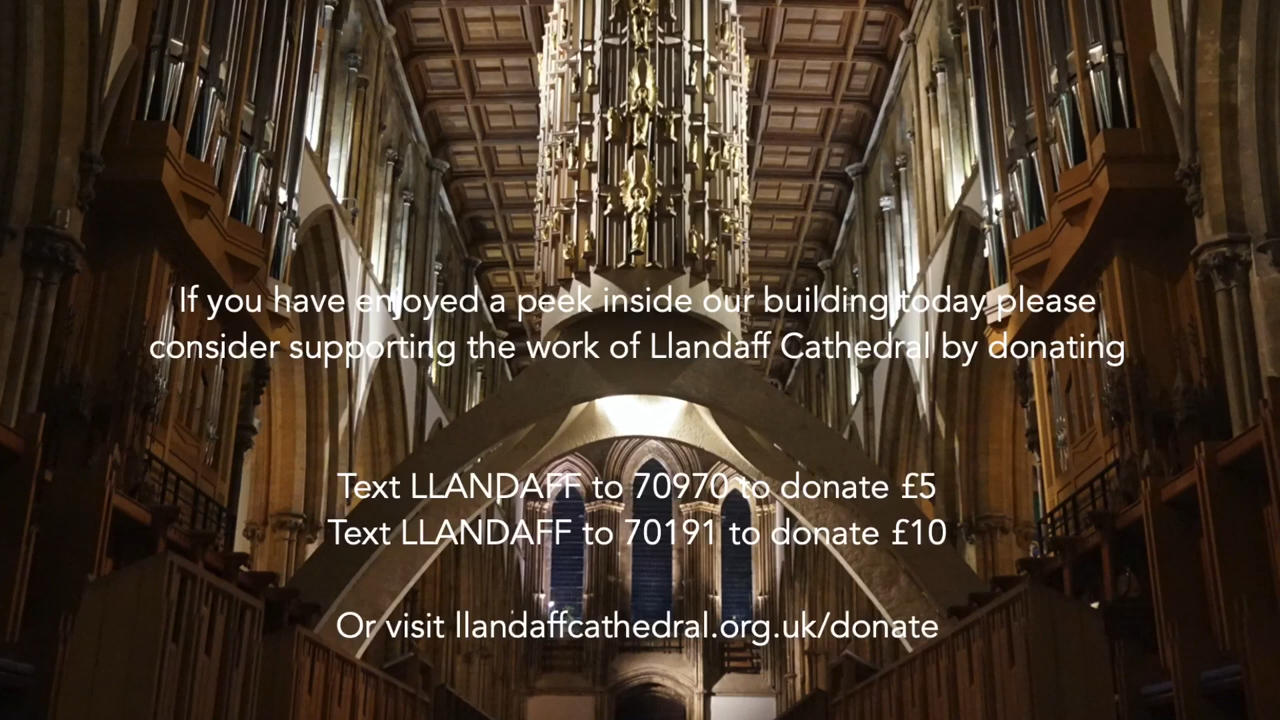 If you have enjoyed a peek inside our building today please
consider supporting the work of Llandaff Cathedral by donating
Text LLANDAFF to 70970 to donate £5
Text LLANDAFF to 70191 to donate £10
Or visit llandaffcathedral.org.uk/donate